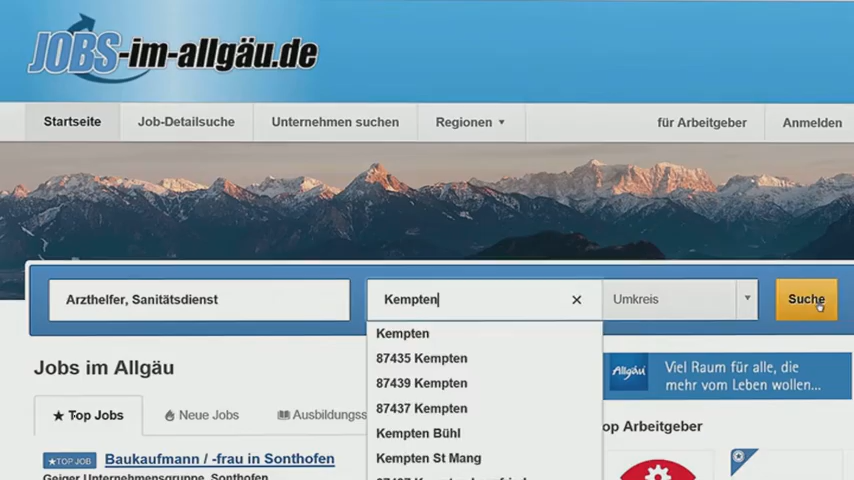 JOBS-im-allgäu.de
Startseite
Job-Detailsuche
Unternehmen suchen
Regionen
für Arbeitgeber
Anmelden
Arzthelfer, Sanitätsdienst
Kempten
Umkreis
Suche
Kempten
87435 Kempten
87439 Kempten
87437 Kempten
Kempten Bühl
Kempten St Mang
Jobs im Allgäu
Allgäu
Viel Raum für alle, die
mehr vom Leben wollen...
Top Jobs
Neue Jobs
Ausbildungss
op Arbeitgeber
TOP JOB
Baukaufmann / -frau in Sonthofen
Geiger Unternehmensgruppe, Sonthofen